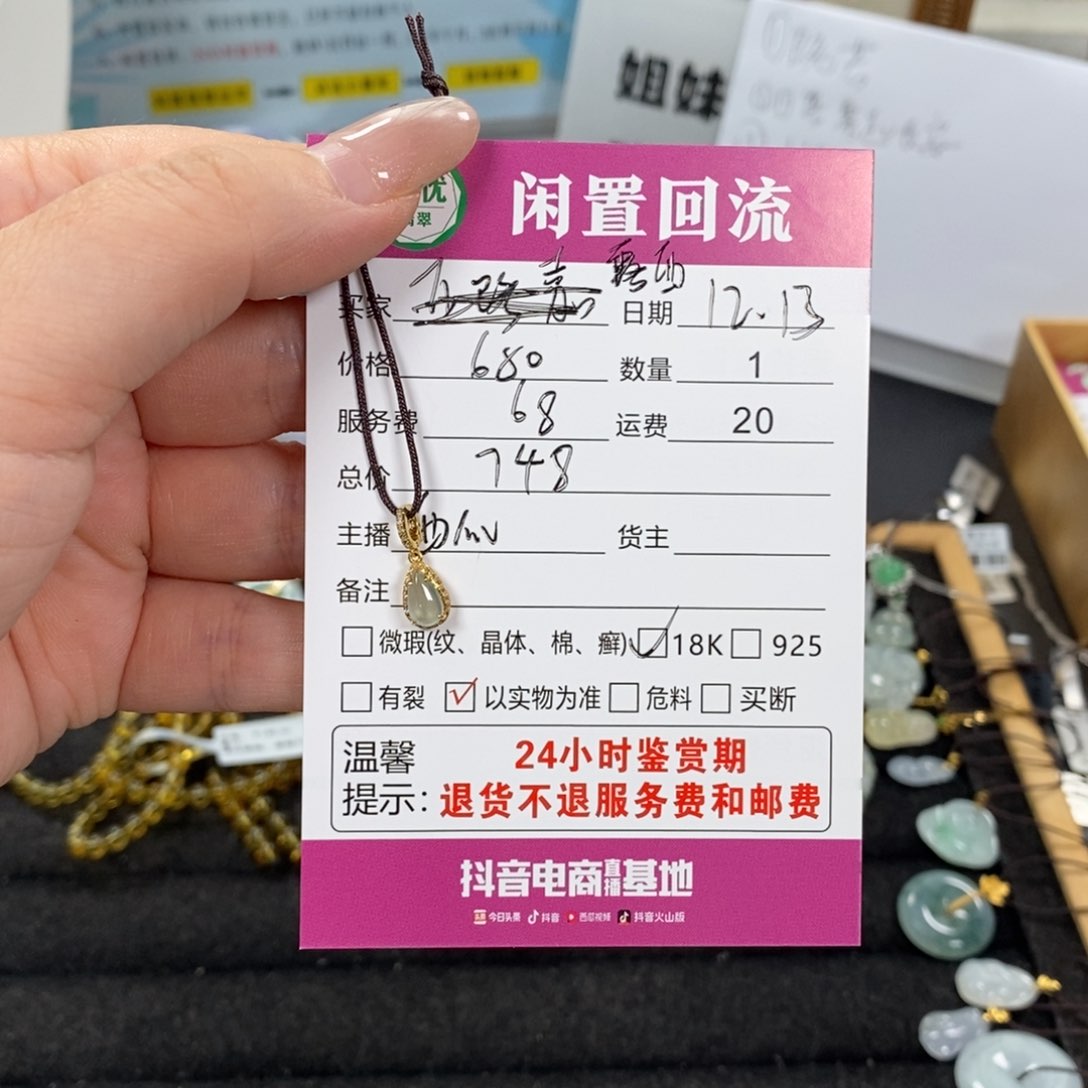 姐妹
优
翡翠
闲置回流
买家 露西 日期 12.13
价格 680 数量 1
服务费 68 运费 20
总价 748
主播 货主
备注
微瑕(纹、晶体、棉、癣) 18K 925
有裂 以实物为准 危料 买断
温馨 24小时鉴赏期
提示: 退货不退服务费和邮费
抖音电商直播基地
今日头条 抖音 西瓜视频 抖音火山版